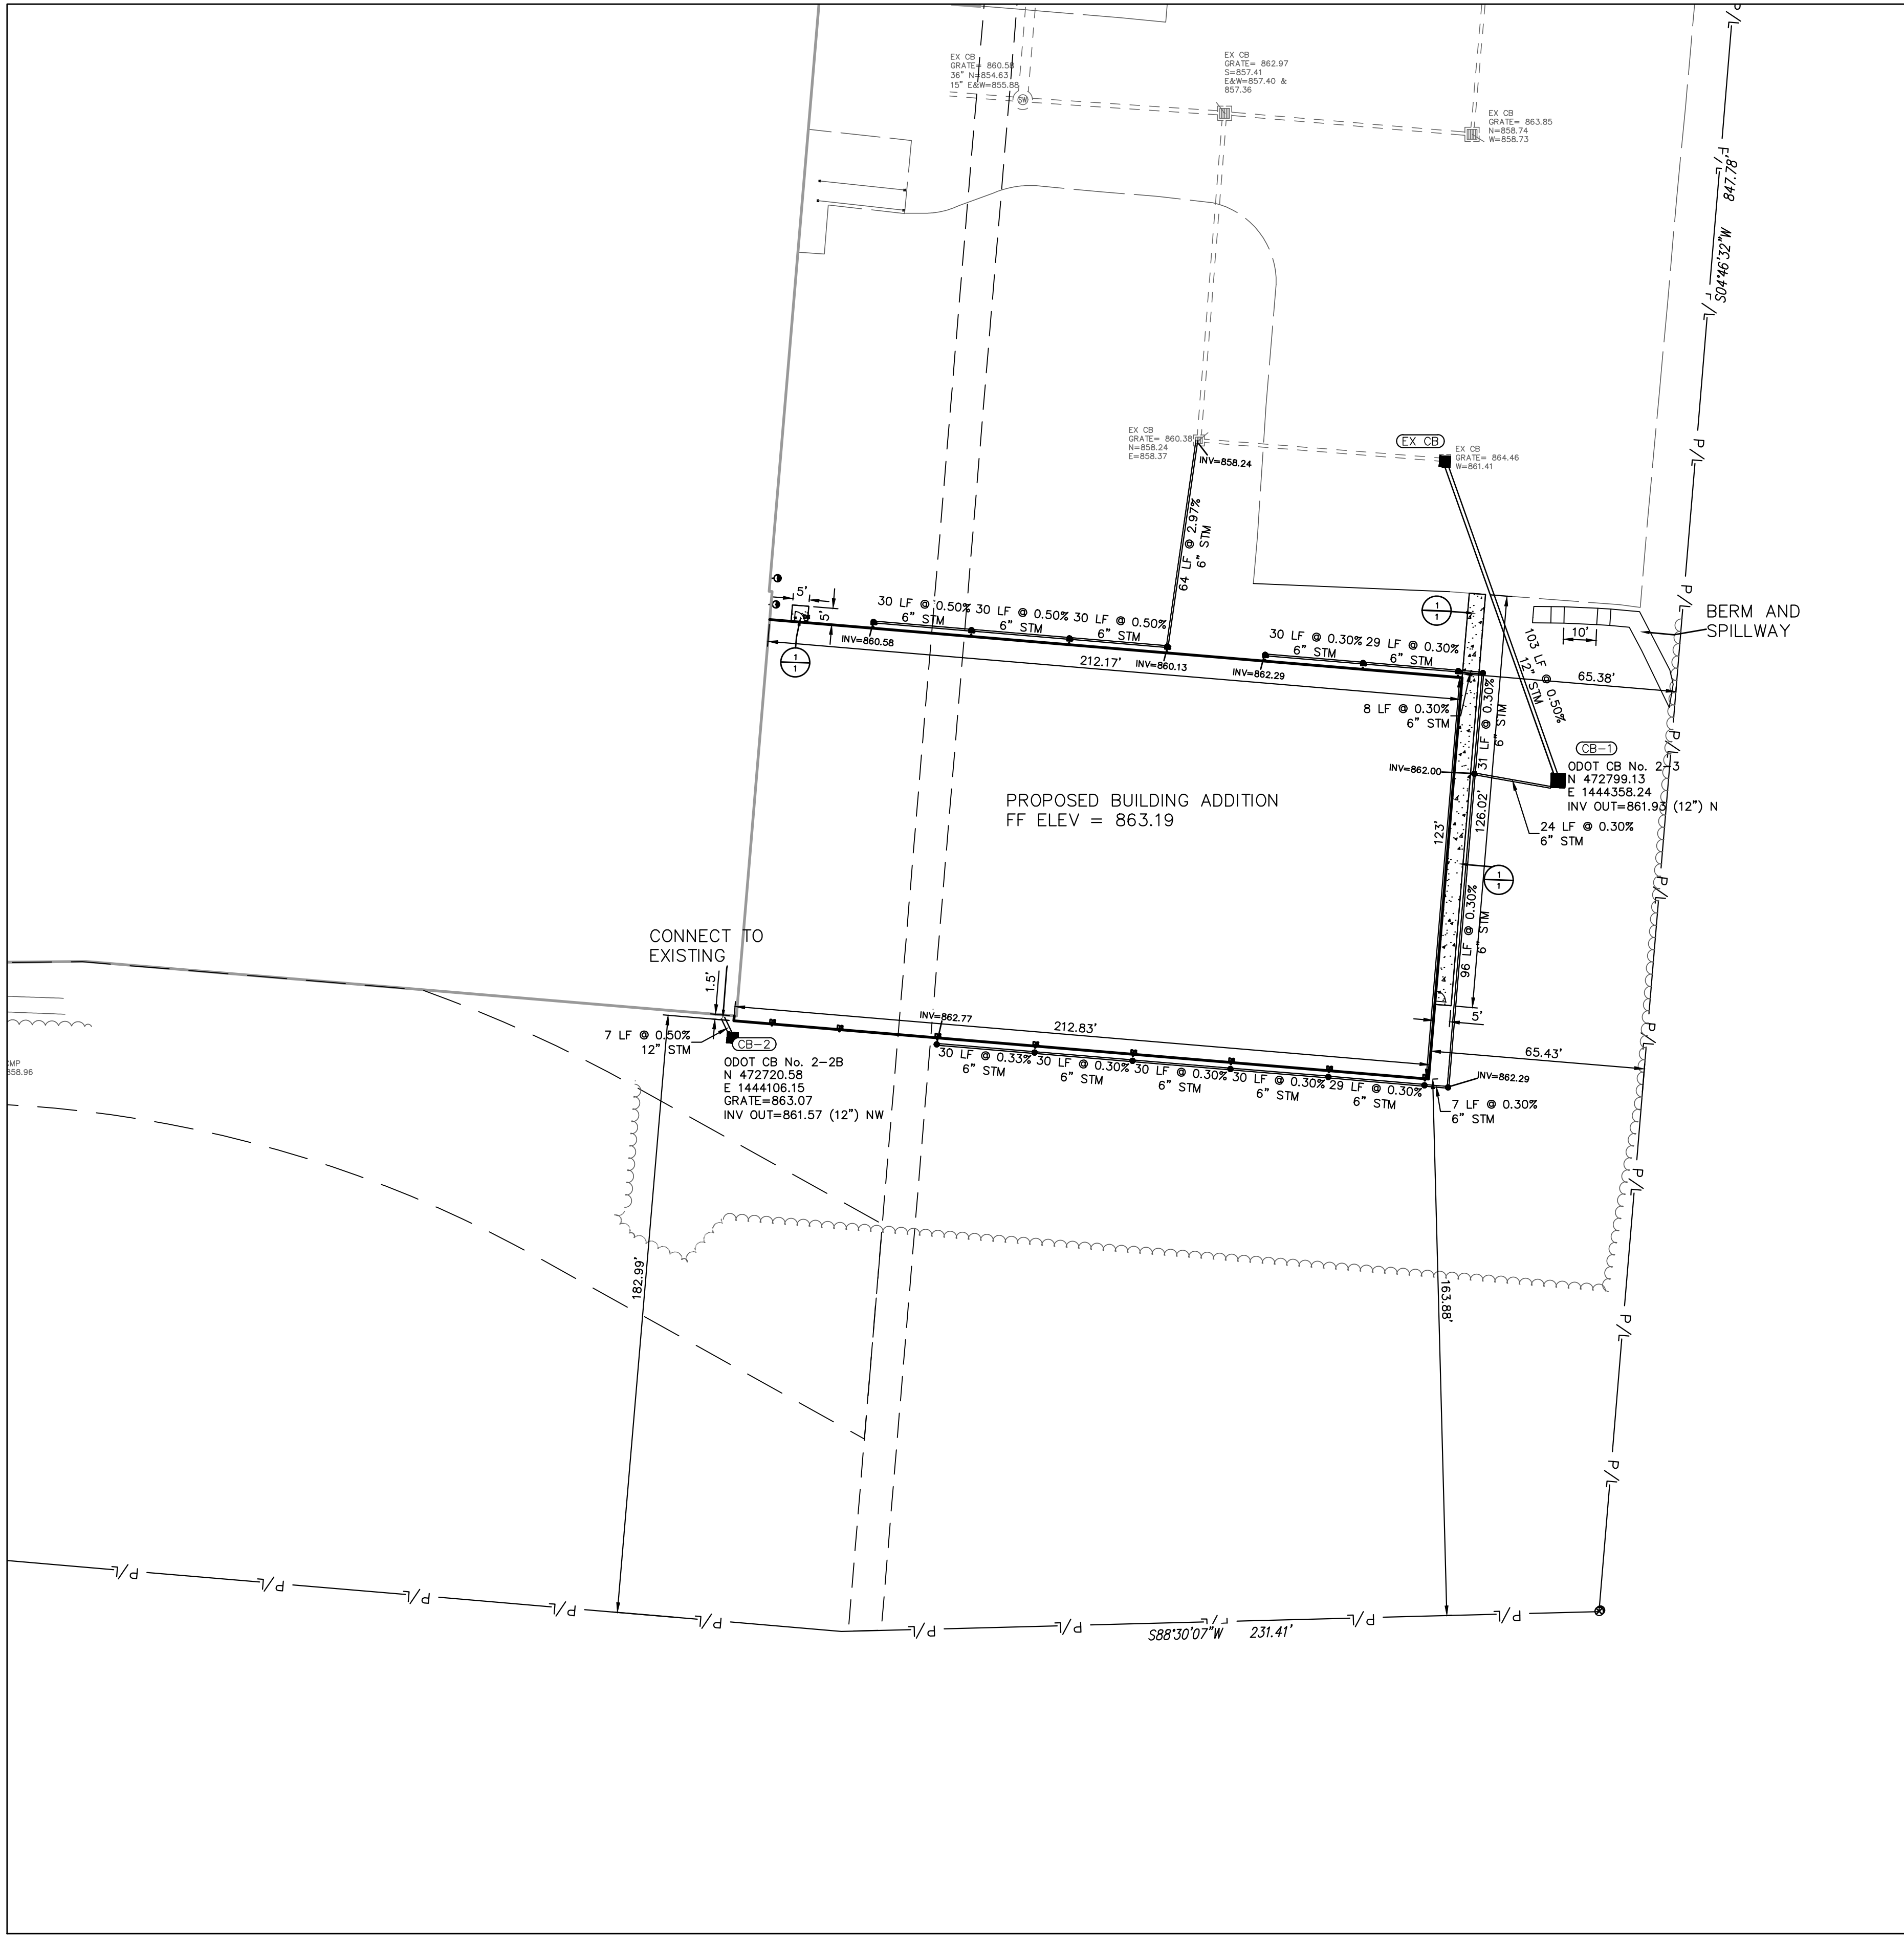 EX CB
GRATE= 860.58
36" N=854.63
15" E&W=855.88
SW
EX CB
GRATE= 862.97
S=857.41
E&W=857.40 &
857.36
EX CB
GRATE= 863.85
N=858.74
W=858.73
P/L
P/L
S04°46'32"W 847.78'
P/L
P/L
EX CB
GRATE= 860.38
N=858.24
E=858.37
INV=858.24
EX CB
EX CB
GRATE= 864.46
W=861.41
64 LF @ 2.97%
6" STM
5'
5'
30 LF @ 0.50%
6" STM
30 LF @ 0.50%
6" STM
30 LF @ 0.50%
6" STM
INV=860.58
1
1
212.17'
INV=860.13
30 LF @ 0.30%
6" STM
29 LF @ 0.30%
6" STM
INV=862.29
1
1
103 LF @ 0.50%
12" STM
10'
P/L
BERM AND
SPILLWAY
65.38'
8 LF @ 0.30%
6" STM
31 LF @ 0.30%
6" STM
P/L
CB-1
ODOT CB No. 2-3
N 472799.13
E 1444358.24
INV OUT=861.93 (12") N
INV=862.00
24 LF @ 0.30%
6" STM
PROPOSED BUILDING ADDITION
FF ELEV = 863.19
123'
126.02'
1
1
P/L
96 LF @ 0.30%
6" STM
CONNECT TO
EXISTING
1.5'
7 LF @ 0.50%
12" STM
CB-2
ODOT CB No. 2-2B
N 472720.58
E 1444106.15
GRATE=863.07
INV OUT=861.57 (12") NW
INV=862.77
212.83'
5'
P/L
65.43'
30 LF @ 0.33%
6" STM
30 LF @ 0.30%
6" STM
30 LF @ 0.30%
6" STM
30 LF @ 0.30%
6" STM
29 LF @ 0.30%
6" STM
INV=862.29
7 LF @ 0.30%
6" STM
858.96
P/L
182.99'
163.88'
P/L
P/L
P/L
P/L
P/L
P/L
P/L
P/L
P/L
P/L
P/L
P/L
S88°30'07"W 231.41'